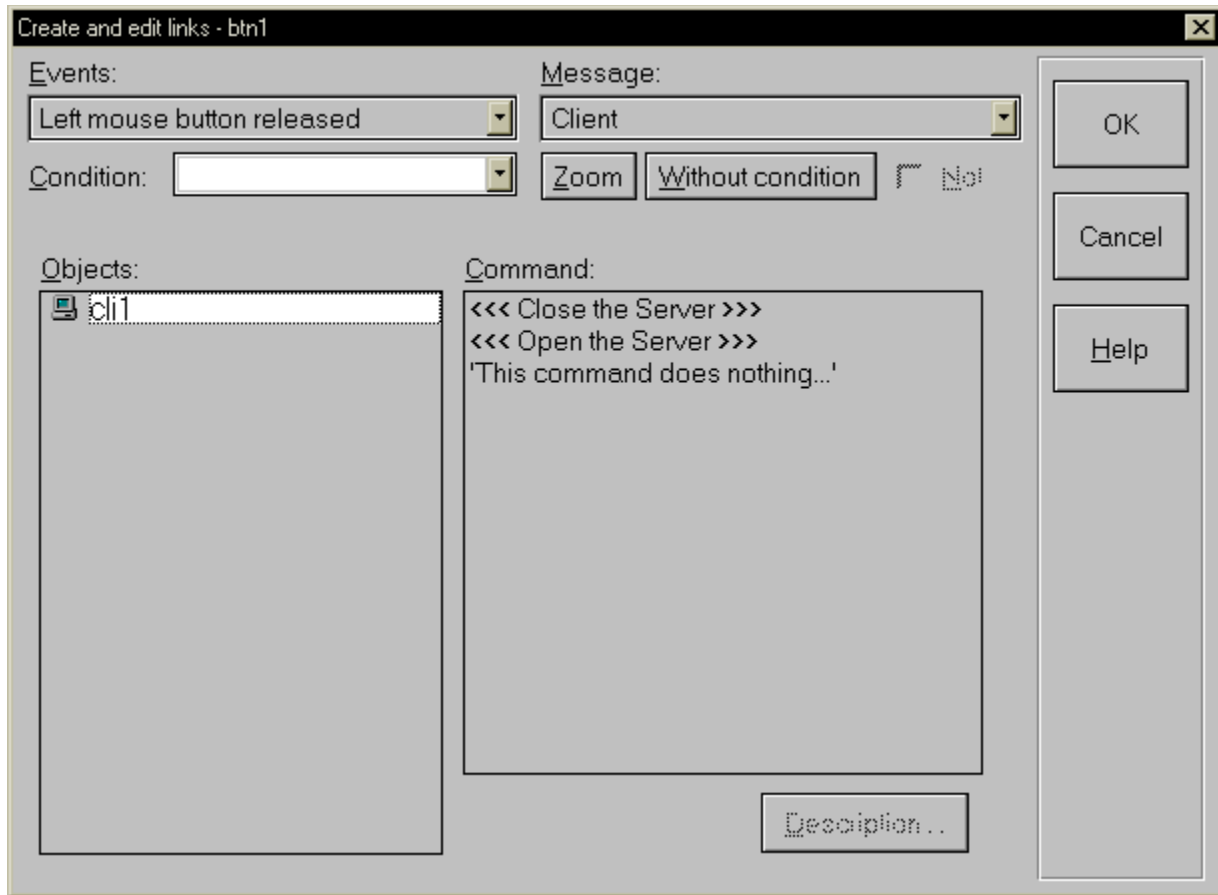 Create and edit links - btn1
Events:
Message:
Left mouse button released
Client
OK
Condition:
Zoom
Without condition
Not
Cancel
Objects:
Command:
cli1
<<< Close the Server >>>
<<< Open the Server >>>
'This command does nothing...'
Help
Description . .